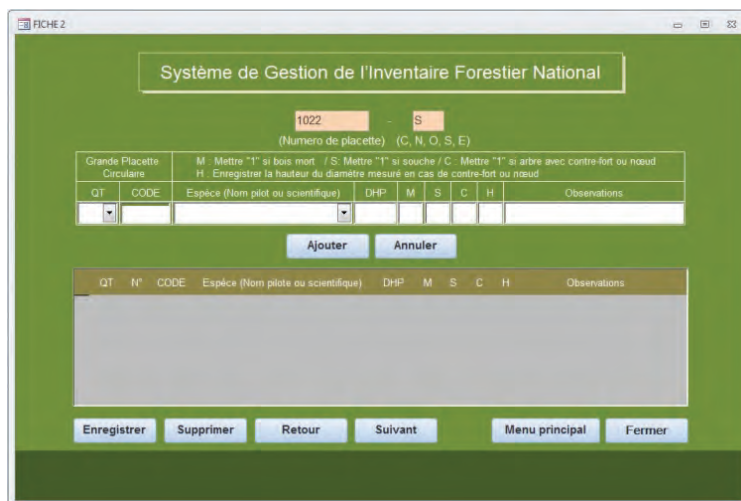 FICHE 2
Système de Gestion de l'Inventaire Forestier National
1022 - S
(Numero de placette) (C, N, O, S, E)
Grande Placette Circulaire
M : Mettre "1" si bois mort / S: Mettre "1" si souche / C : Mettre "1" si arbre avec contre-fort ou nœud
H : Enregistrer la hauteur du diamétre mesuré en cas de contre-fort ou nœud
QT CODE Espèce (Nom pilot ou scientifique) DHP M S C H Observations
Ajouter Annuler
QT N° CODE Espéce (Nom pilote ou scientifique) DHP M S C H Observations
Enregistrer Supprimer Retour Suivant Menu principal Fermer